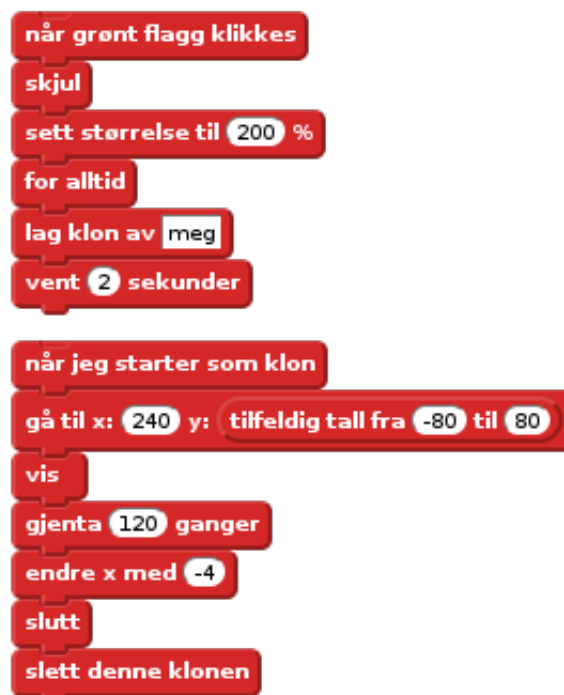 når grønt flagg klikkes
skjul
sett størrelse til 200 %
for alltid
lag klon av meg
vent 2 sekunder
når jeg starter som klon
gå til x: 240 y: tilfeldig tall fra -80 til 80
vis
gjenta 120 ganger
endre x med -4
slutt
slett denne klonen